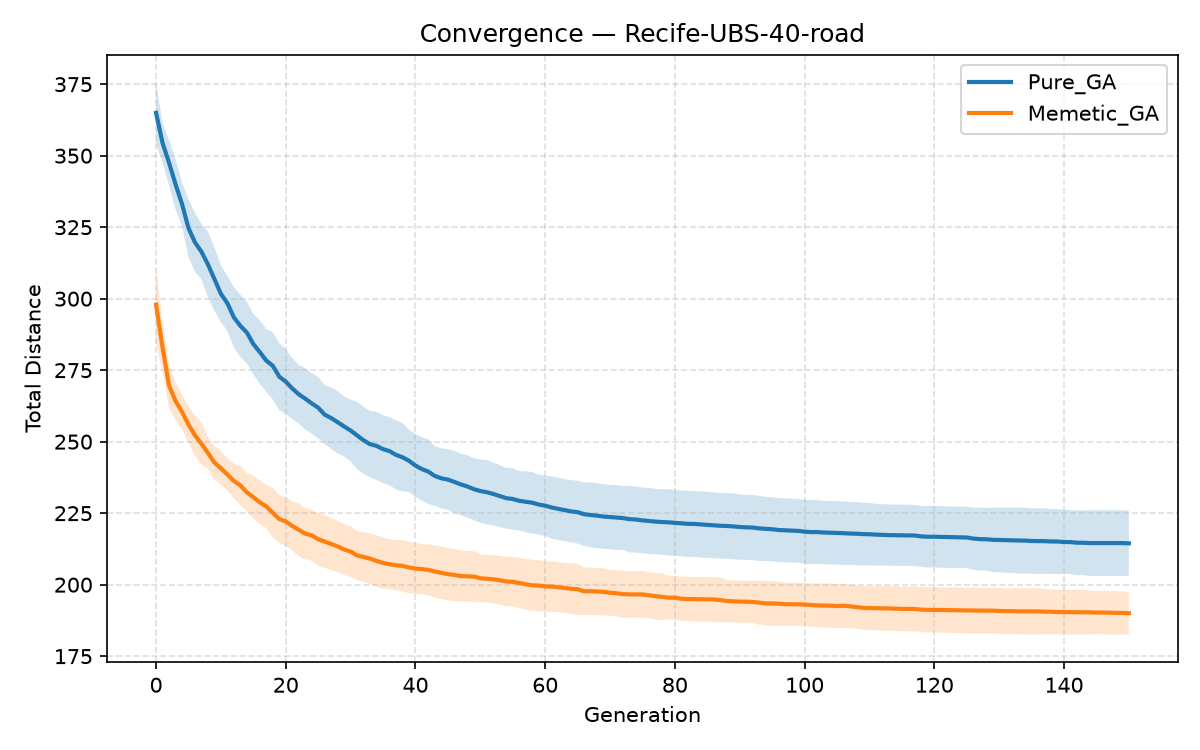 Convergence — Recife-UBS-40-road
Pure_GA
Memetic_GA
Total Distance
375
350
325
300
275
250
225
200
175
0 20 40 60 80 100 120 140
Generation